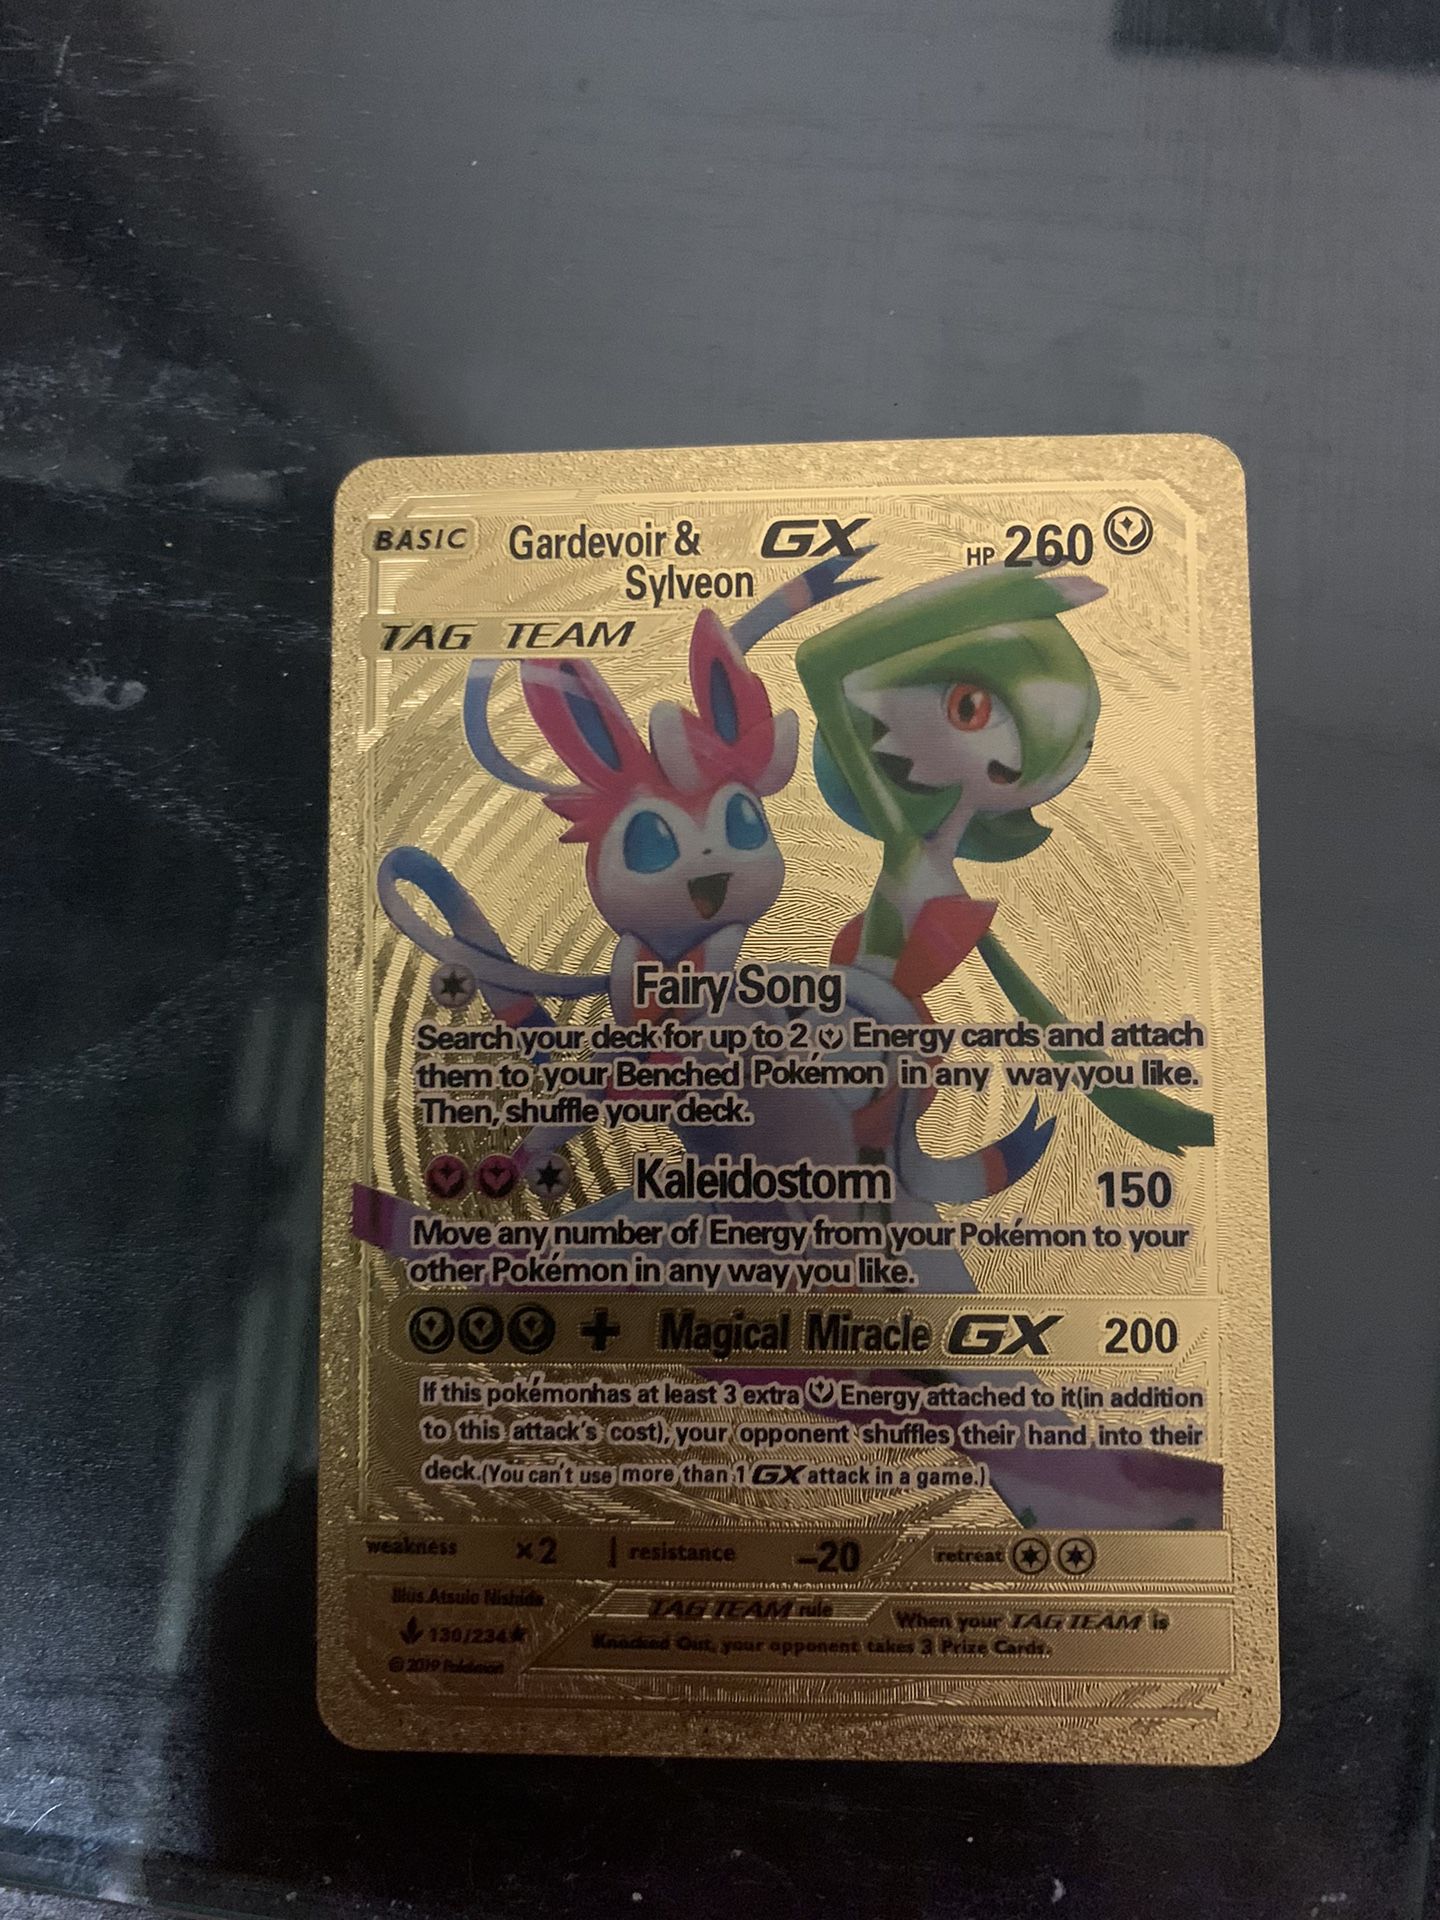 BASIC Gardevoir & GX HP 260
Sylveon
TAG TEAM
Fairy Song
Search your deck for up to 2 Energy cards and attach
them to your Benched Pokémon in any way you like.
Then, shuffle your deck.
Kaleidostorm 150
Move any number of Energy from your Pokémon to your
other Pokémon in any way you like.
+ Magical Miracle GX 200
If this pokémonhas at least 3 extra Energy attached to it(in addition
to this attack's cost), your opponent shuffles their hand into their
deck.(You can't use more than 1 GX attack in a game.)
weakness ×2 resistance -20 retreat
Illus.Atsulo Nishida
TAG TEAM rule When your TAG TEAM is
130/234★ Knocked Out, your opponent takes 3 Prize Cards.
©2019 Pokémon